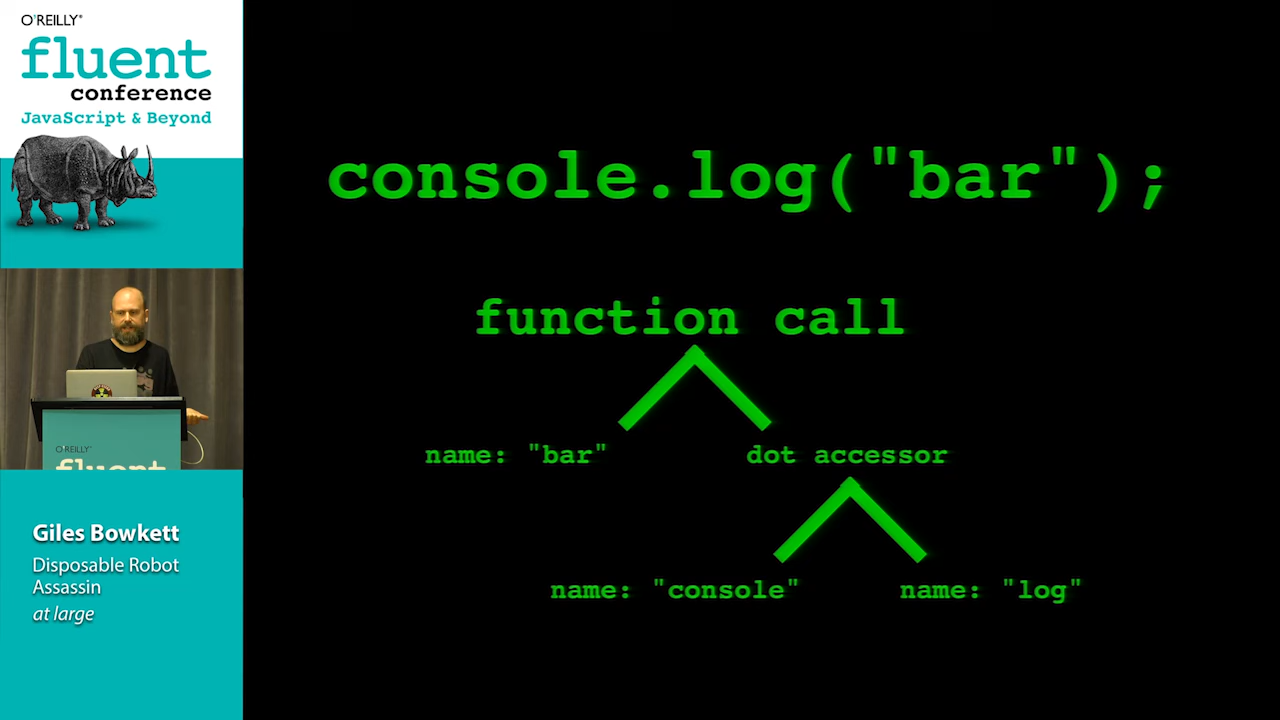 O'REILLY®
fluent
conference
JavaScript & Beyond
console.log("bar");
function call
name: "bar"
dot accessor
name: "console"
name: "log"
O'REILLY®
fluent
Giles Bowkett
Disposable Robot
Assassin
at large